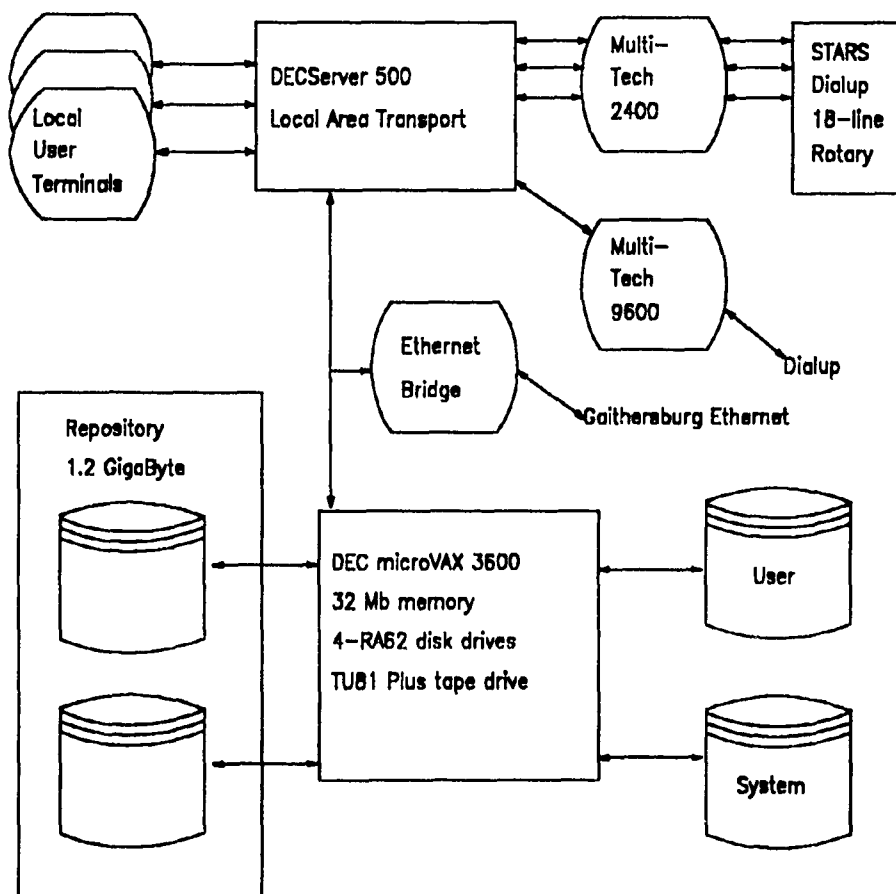 Local
User
Terminals
DECServer 500
Local Area Transport
Multi-
Tech
2400
STARS
Dialup
18-line
Rotary
Multi-
Tech
9600
Dialup
Ethernet
Bridge
Gaithersburg Ethernet
Repository
1.2 GigaByte
DEC microVAX 3600
32 Mb memory
4-RA62 disk drives
TU81 Plus tape drive
User
System